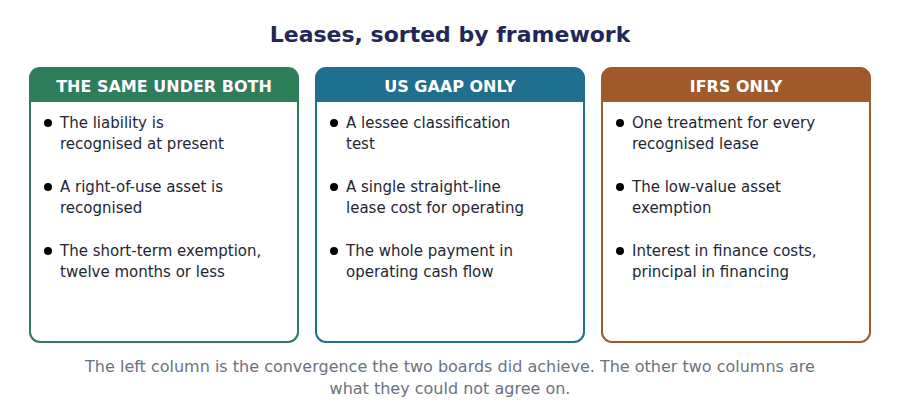 Leases, sorted by framework
THE SAME UNDER BOTH
The liability is
recognised at present
A right-of-use asset is
recognised
The short-term exemption,
twelve months or less
US GAAP ONLY
A lessee classification
test
A single straight-line
lease cost for operating
The whole payment in
operating cash flow
IFRS ONLY
One treatment for every
recognised lease
The low-value asset
exemption
Interest in finance costs,
principal in financing
The left column is the convergence the two boards did achieve. The other two columns are
what they could not agree on.